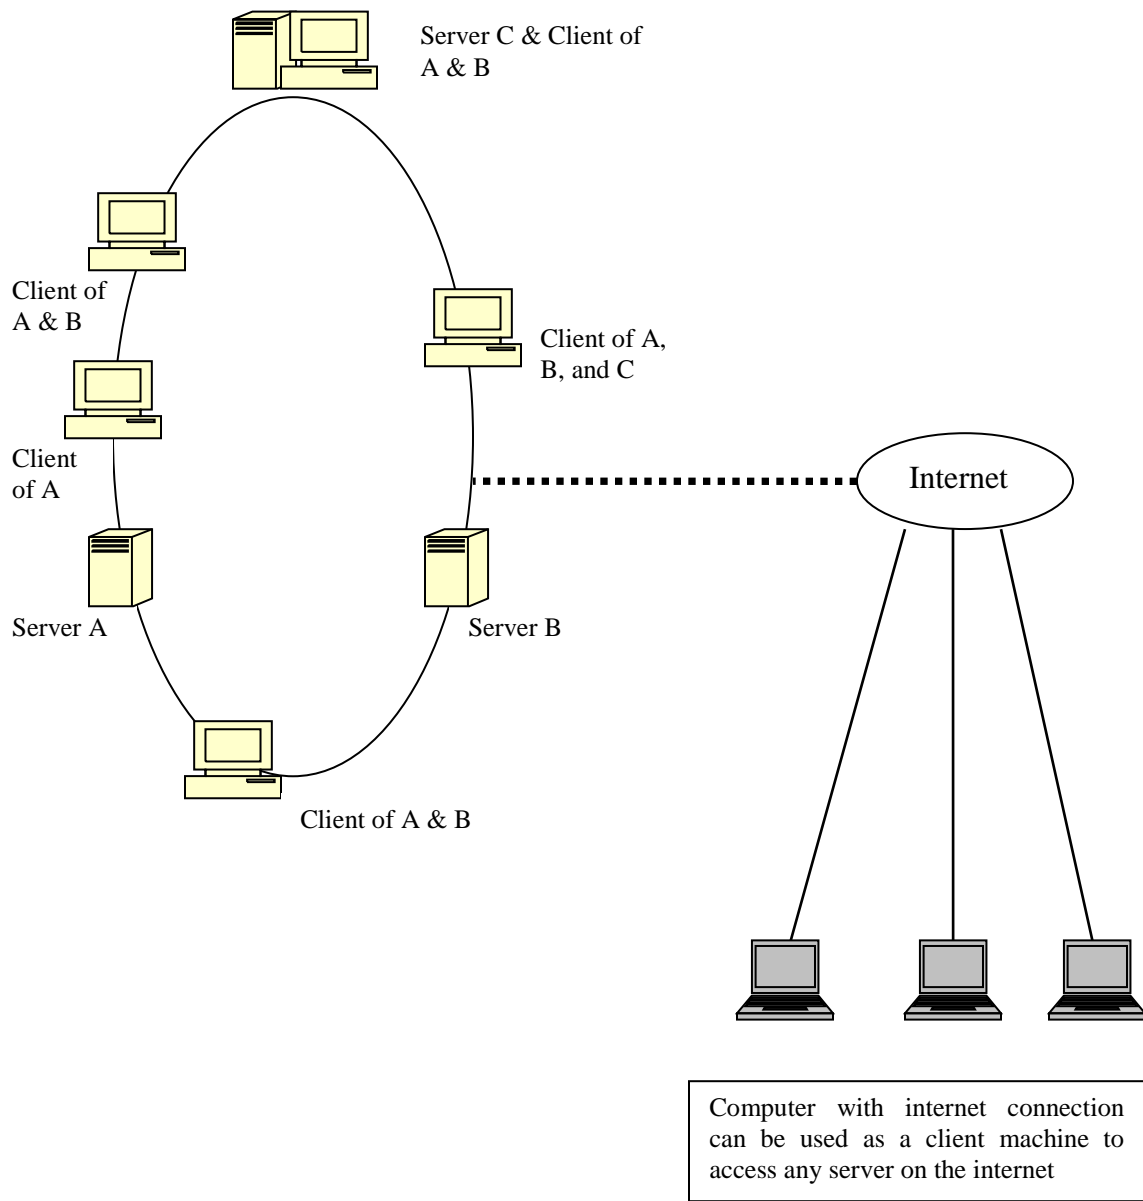 Server C & Client of
A & B
Client of
A & B
Client of A,
B, and C
Client
of A
Internet
Server A
Server B
Client of A & B
Computer with internet connection
can be used as a client machine to
access any server on the internet